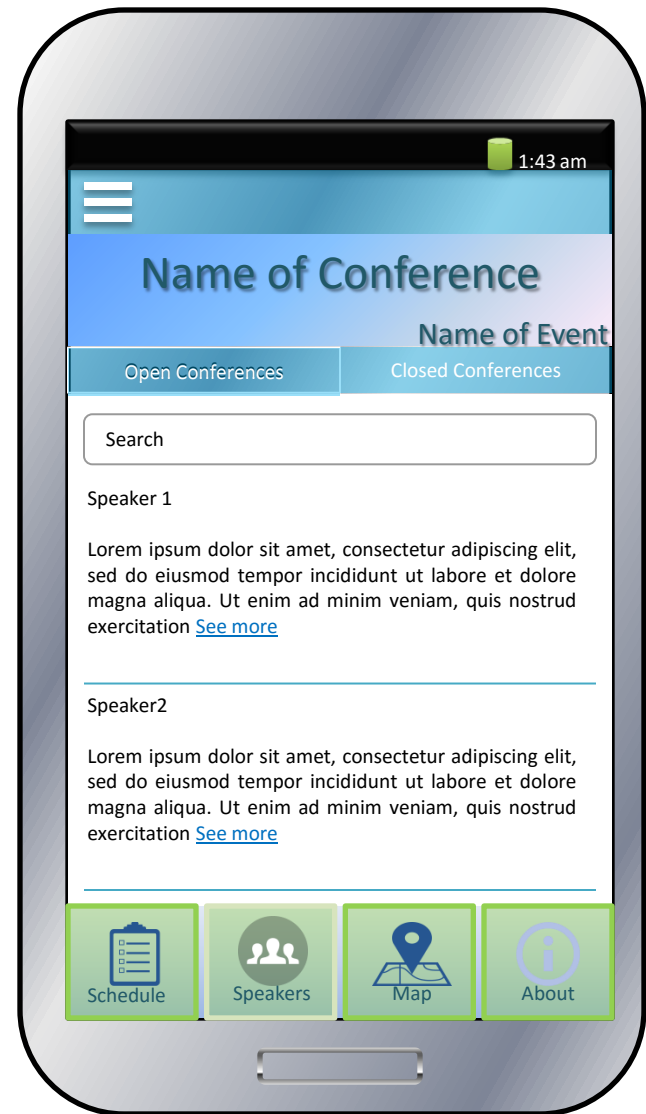 1:43 am
Name of Conference
Name of Event
Open Conferences
Closed Conferences
Search
Speaker 1
Lorem ipsum dolor sit amet, consectetur adipiscing elit,
sed do eiusmod tempor incididunt ut labore et dolore
magna aliqua. Ut enim ad minim veniam, quis nostrud
exercitation See more
Speaker2
Lorem ipsum dolor sit amet, consectetur adipiscing elit,
sed do eiusmod tempor incididunt ut labore et dolore
magna aliqua. Ut enim ad minim veniam, quis nostrud
exercitation See more
Schedule
Speakers
Map
About